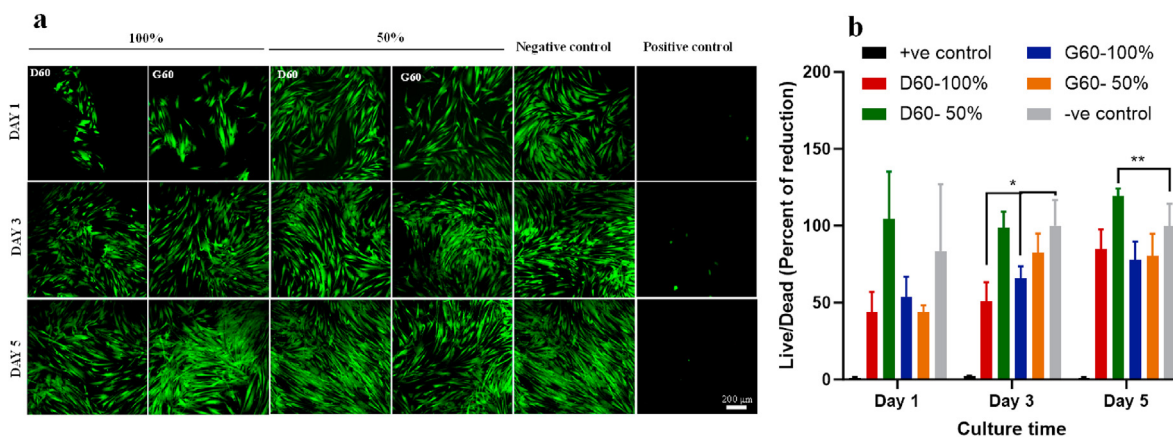 a
100%
50%
Negative control
Positive control
D60
G60
D60
G60
DAY 1
DAY 3
DAY 5
200 μm
b
+ve control
G60-100%
D60-100%
G60- 50%
D60- 50%
-ve control
Live/Dead (Percent of reduction)
200
150
100
50
0
*
**
Day 1
Day 3
Day 5
Culture time